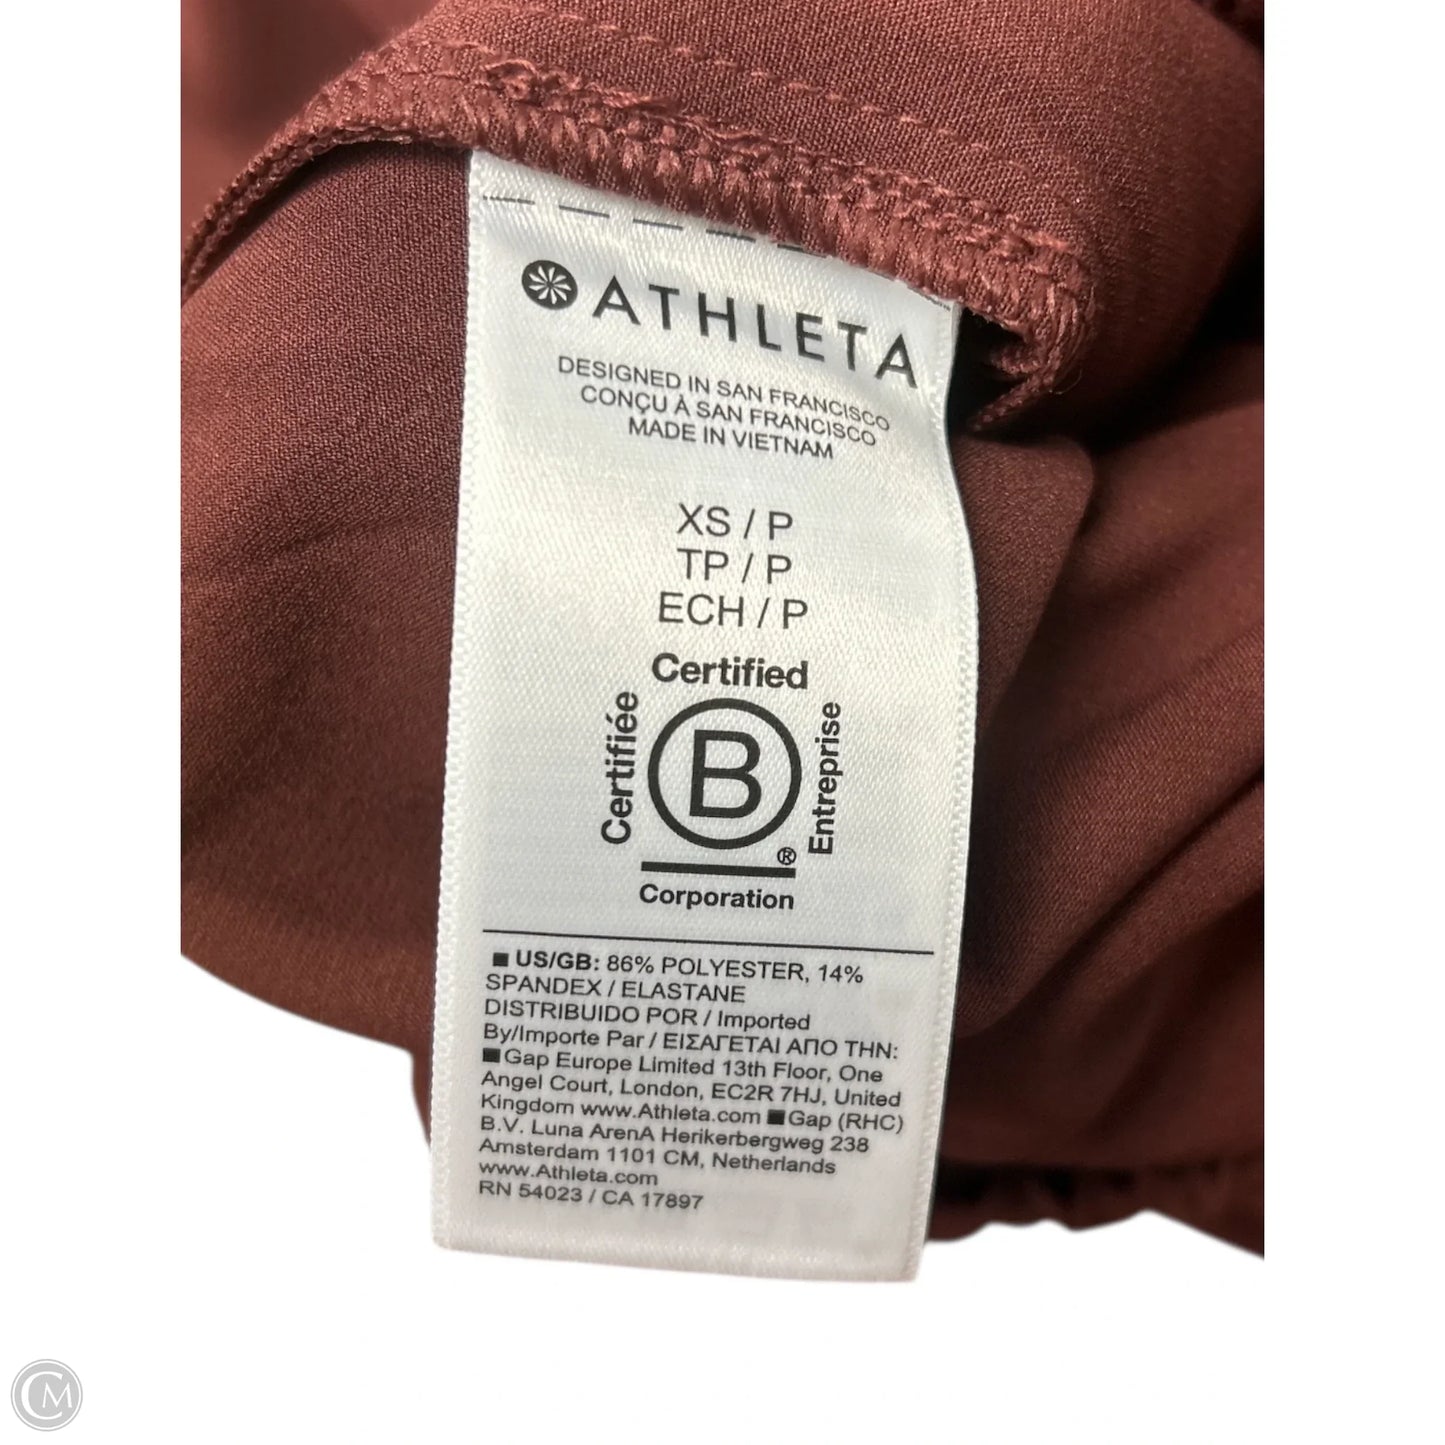 ATHLETA
DESIGNED IN SAN FRANCISCO
CONÇU À SAN FRANCISCO
MADE IN VIETNAM
XS / P
TP / P
ECH / P
Certified
Certifiée
B
Entreprise
®
Corporation
■ US/GB: 86% POLYESTER, 14%
SPANDEX / ELASTANE
DISTRIBUIDO POR / Imported
By/Importe Par / ΕΙΣΑΓΕΤΑΙ ΑΠΟ ΤΗΝ:
■ Gap Europe Limited 13th Floor, One
Angel Court, London, EC2R 7HJ, United
Kingdom www.Athleta.com ■ Gap (RHC)
B.V. Luna ArenA Herikerbergweg 238
Amsterdam 1101 CM, Netherlands
www.Athleta.com
RN 54023 / CA 17897
CM